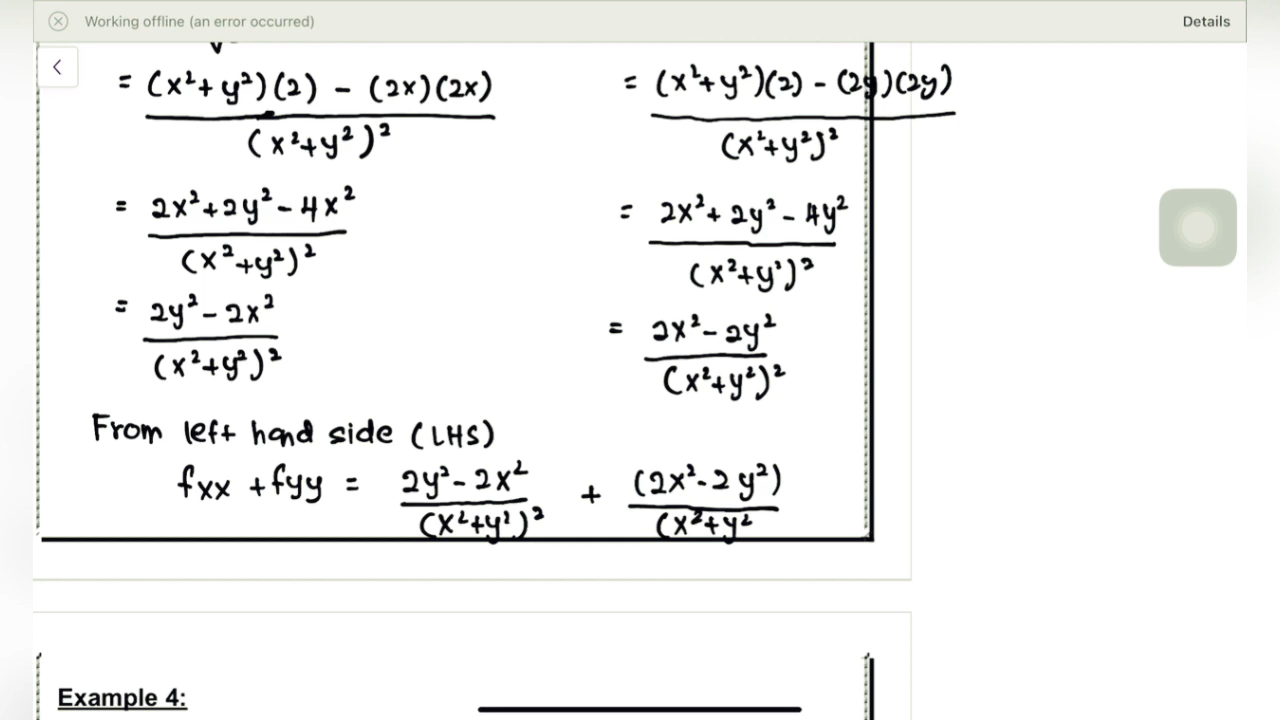 Working offline (an error occurred) Details
= (x²+y²)(2) - (2x)(2x)
(x²+y²)²
= 2x²+2y²-4x²
(x²+y²)²
= 2y²-2x²
(x²+y²)²
= (x²+y²)(2) - (2y)(2y)
(x²+y²)²
= 2x²+2y²-4y²
(x²+y²)²
= 2x²-2y²
(x²+y²)²
From left hand side (LHS)
fxx + fyy = 2y²-2x² + (2x²-2y²)
(x²+y²)² (x²+y²
Example 4: